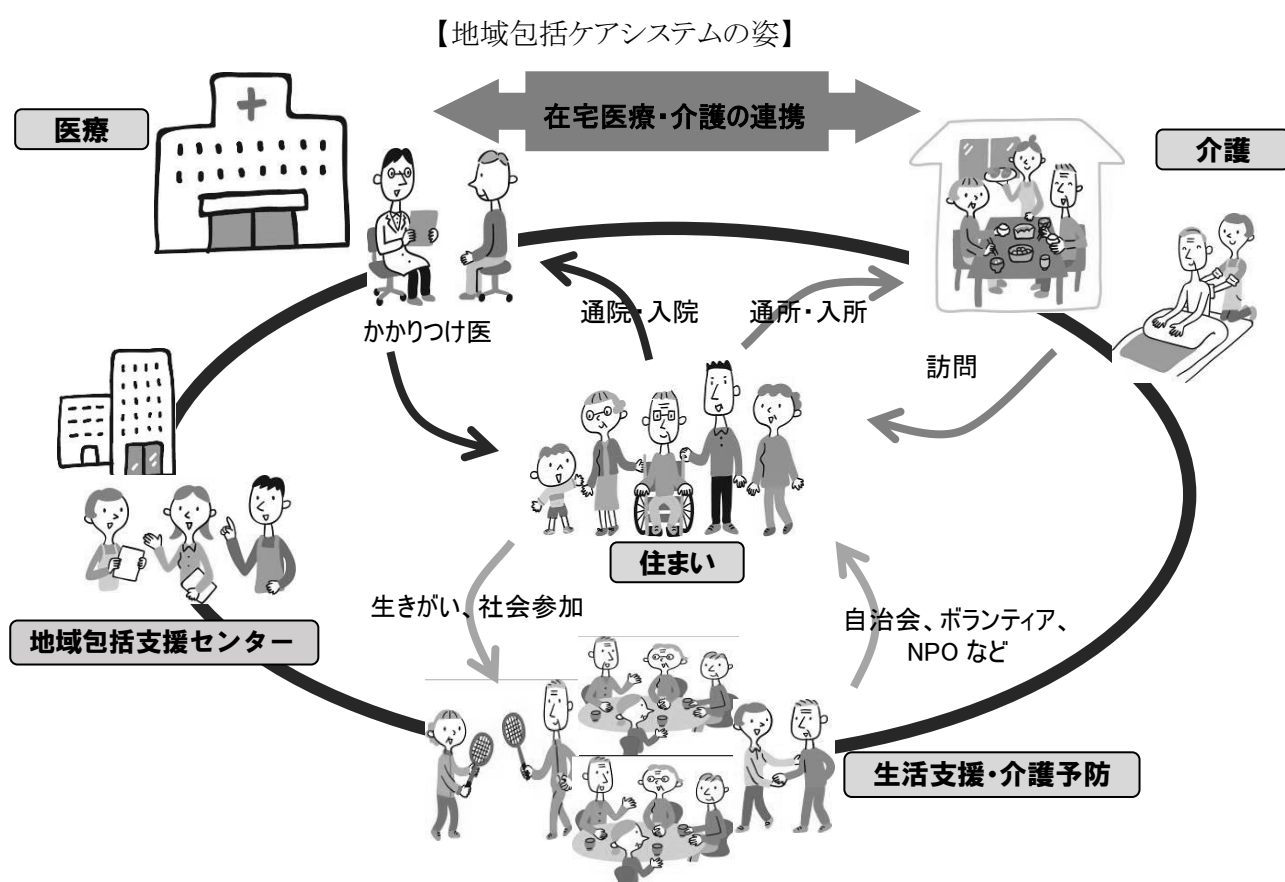 【地域包括ケアシステムの姿】
在宅医療・介護の連携
医療
介護
通院・入院
通所・入所
かかりつけ医
訪問
住まい
生きがい、社会参加
自治会、ボランティア、
NPO など
地域包括支援センター
生活支援・介護予防